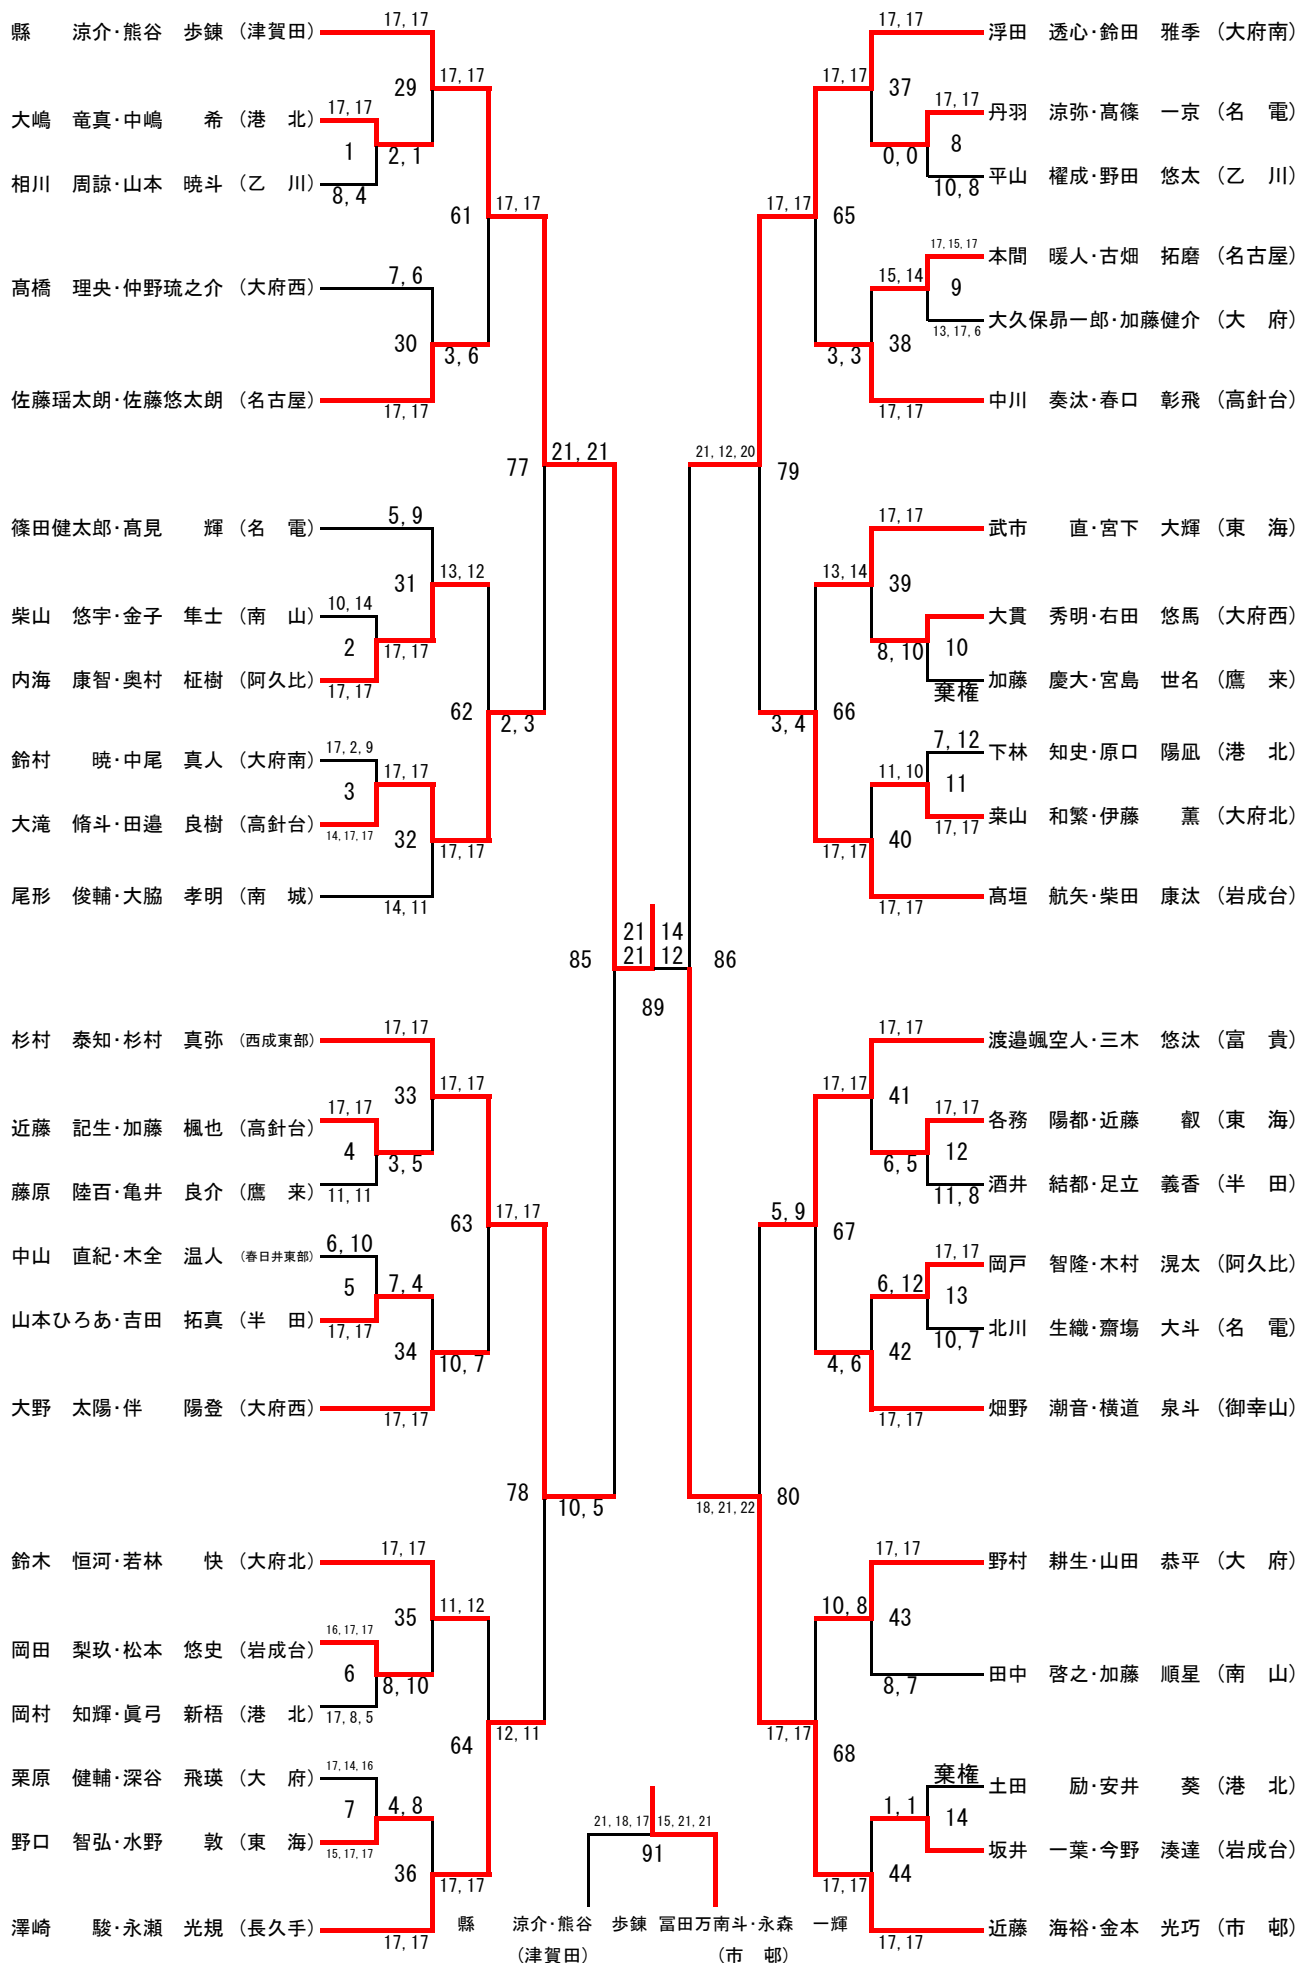 17, 17
縣　涼介・熊谷　歩錬 (津賀田)
29
17, 17
17, 17
大嶋　竜真・中嶋　希 (港　北)
1
2, 1
相川　周諒・山本　暁斗 (乙　川)
8, 4
61
17, 17
7, 6
髙橋　理央・仲野琉之介 (大府西)
30
3, 6
佐藤瑶太朗・佐藤悠太朗 (名古屋)
17, 17
77
21, 21
5, 9
篠田健太郎・髙見　輝 (名　電)
31
13, 12
10, 14
柴山　悠宇・金子　隼士 (南　山)
2
17, 17
内海　康智・奥村　柾樹 (阿久比)
17, 17
62
2, 3
17, 2, 9
鈴村　暁・中尾　真人 (大府南)
3
17, 17
大滝　脩斗・田邉　良樹 (高針台)
14, 17, 17
32
17, 17
尾形　俊輔・大脇　孝明 (南　城)
14, 11
85
21
21
14
12
86
89
17, 17
杉村　泰知・杉村　真弥 (西成東部)
33
17, 17
17, 17
近藤　記生・加藤　楓也 (高針台)
4
3, 5
藤原　陸百・亀井　良介 (鷹　来)
11, 11
63
17, 17
6, 10
中山　直紀・木全　温人 (春日井東部)
5
7, 4
山本ひろあ・吉田　拓真 (半　田)
17, 17
34
10, 7
大野　太陽・伴　陽登 (大府西)
17, 17
78
10, 5
17, 17
鈴木　恒河・若林　快 (大府北)
35
11, 12
16, 17, 17
岡田　梨玖・松本　悠史 (岩成台)
6
8, 10
岡村　知輝・眞弓　新梧 (港　北)
17, 8, 5
64
12, 11
17, 14, 16
栗原　健輔・深谷　飛瑛 (大　府)
7
4, 8
野口　智弘・水野　敦 (東　海)
15, 17, 17
36
17, 17
澤崎　駿・永瀬　光規 (長久手)
17, 17
17, 17
浮田　透心・鈴田　雅季 (大府南)
17, 17
37
17, 17
丹羽　涼弥・髙篠　一京 (名　電)
0, 0
8
平山　櫂成・野田　悠太 (乙　川)
10, 8
17, 17
65
17, 15, 17
本間　暖人・古畑　拓磨 (名古屋)
15, 14
9
大久保昴一郎・加藤健介 (大　府)
13, 17, 6
3, 3
38
中川　奏汰・春口　彰飛 (高針台)
17, 17
21, 12, 20
79
17, 17
武市　直・宮下　大輝 (東　海)
13, 14
39
大貫　秀明・右田　悠馬 (大府西)
8, 10
10
加藤　慶大・宮島　世名 (鷹　来)
棄権
3, 4
66
7, 12
下林　知史・原口　陽凪 (港　北)
11, 10
11
桒山　和繁・伊藤　薫 (大府北)
17, 17
17, 17
40
髙垣　航矢・柴田　康汰 (岩成台)
17, 17
17, 17
渡邉颯空人・三木　悠汰 (富　貴)
17, 17
41
17, 17
各務　陽都・近藤　叡 (東　海)
6, 5
12
酒井　結都・足立　義香 (半　田)
11, 8
5, 9
67
17, 17
岡戸　智隆・木村　滉太 (阿久比)
6, 12
13
北川　生織・齋塲　大斗 (名　電)
10, 7
4, 6
42
畑野　潮音・横道　泉斗 (御幸山)
17, 17
18, 21, 22
80
17, 17
野村　耕生・山田　恭平 (大　府)
10, 8
43
田中　啓之・加藤　順星 (南　山)
8, 7
17, 17
68
棄権
土田　励・安井　葵 (港　北)
1, 1
14
坂井　一葉・今野　湊達 (岩成台)
17, 17
44
近藤　海裕・金本　光巧 (市　邨)
17, 17
21, 18, 17
15, 21, 21
91
縣　涼介・熊谷　歩錬
(津賀田)
冨田万南斗・永森　一輝
(市　邨)